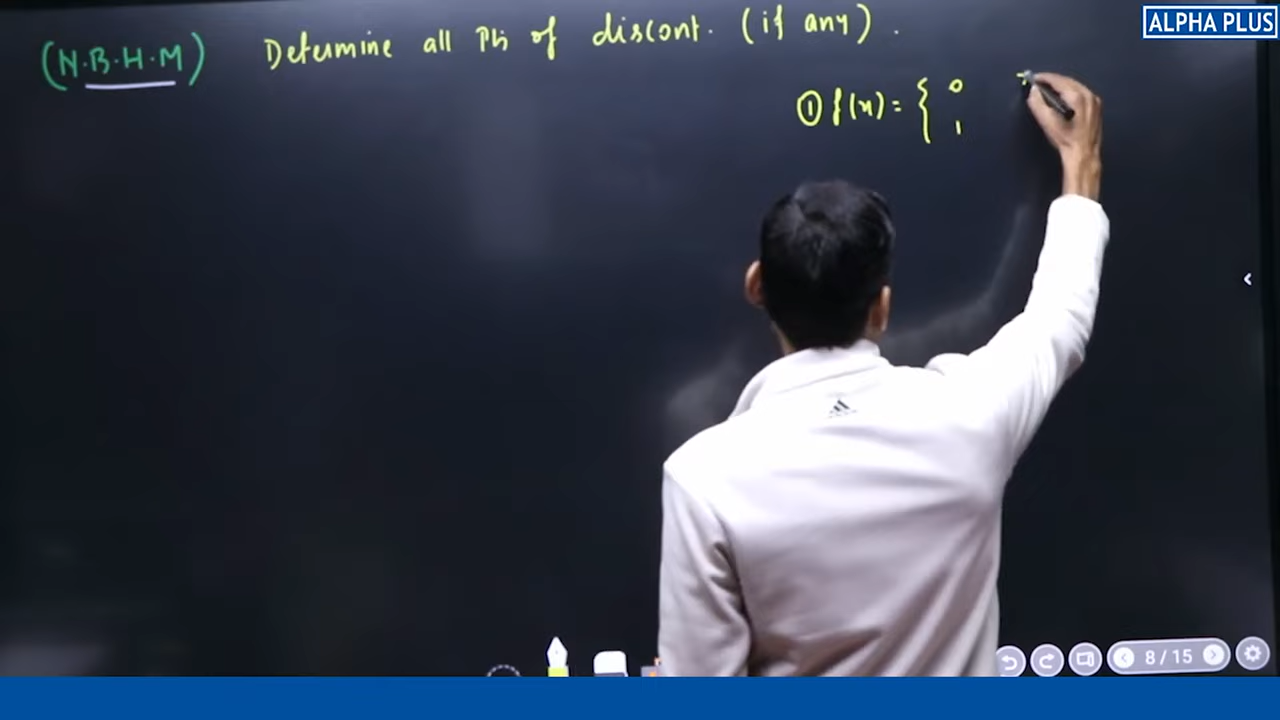 ALPHA PLUS
(N.B.H.M) Determine all Pts of discont. (if any).
① f(x) = { 0
1
8 / 15